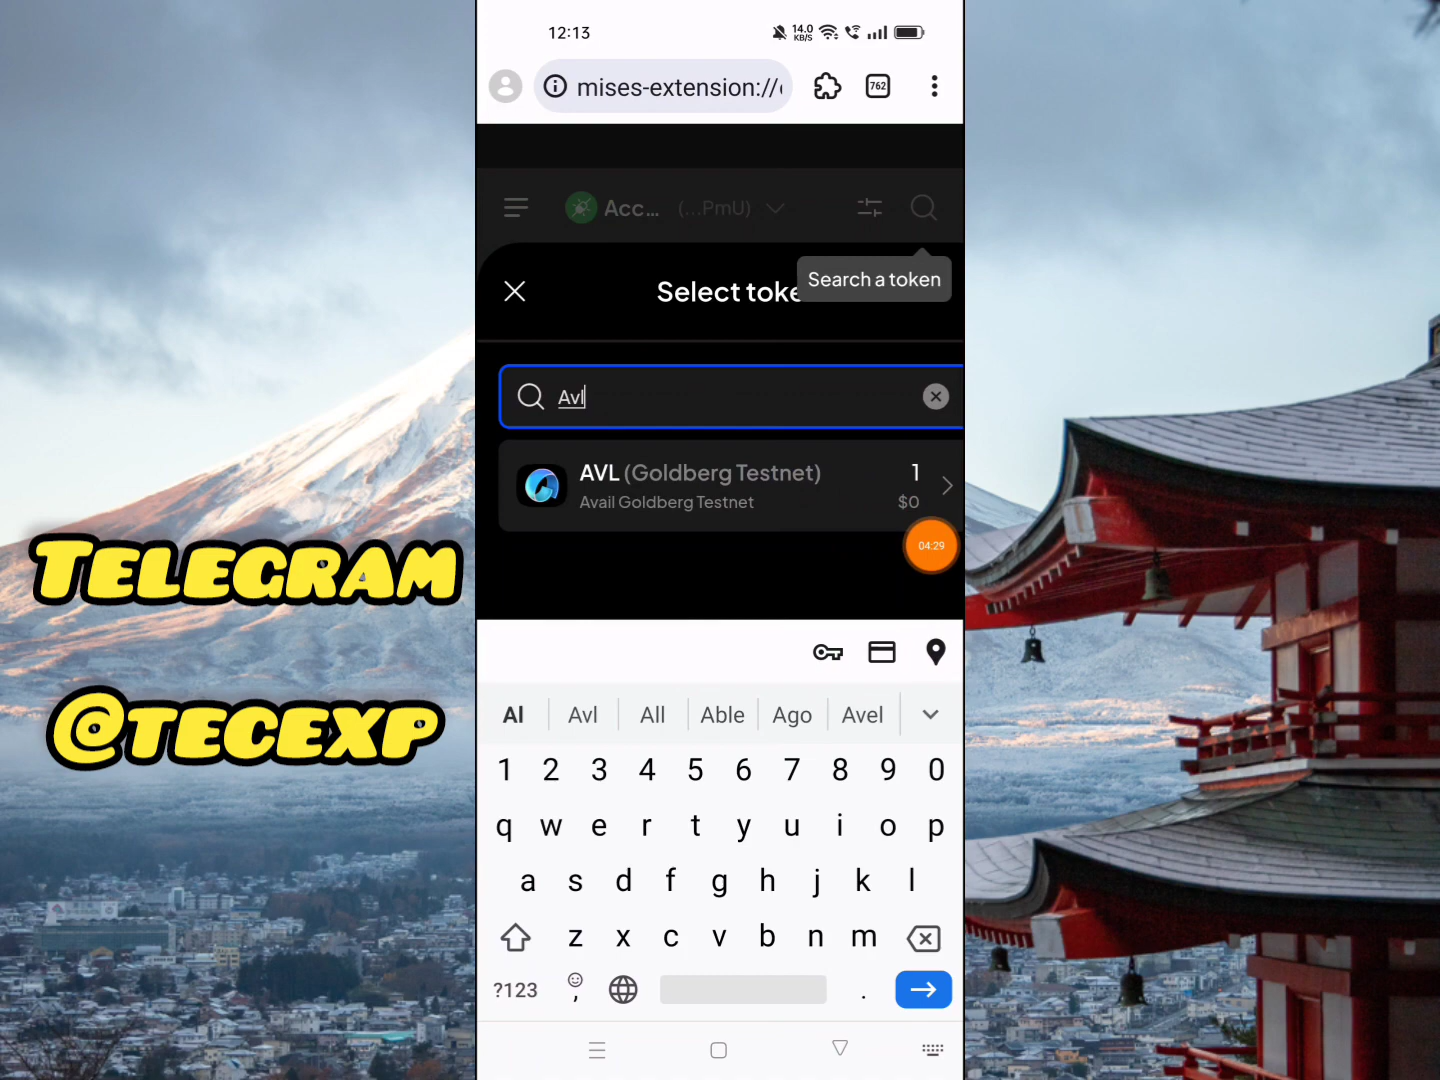 12:13
14.0
KB/S
mises-extension://
762
Acc... (...PmU)
Search a token
Select toke
Avl
AVL (Goldberg Testnet) 1
Avail Goldberg Testnet $0
04:29
TELEGRAM
@TECEXP
Al Avl All Able Ago Avel
1 2 3 4 5 6 7 8 9 0
q w e r t y u i o p
a s d f g h j k l
z x c v b n m
?123 , .